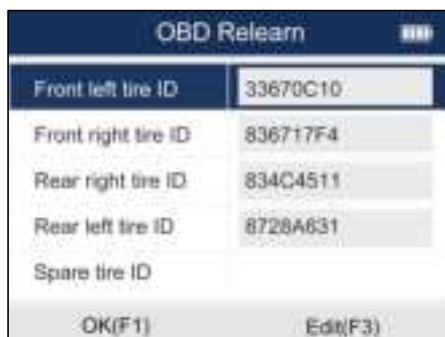 OBD Relearn
Front left tire ID 33670C10
Front right tire ID 836717F4
Rear right tire ID 834C4511
Rear left tire ID 8728A631
Spare tire ID
OK(F1) Edit(F3)